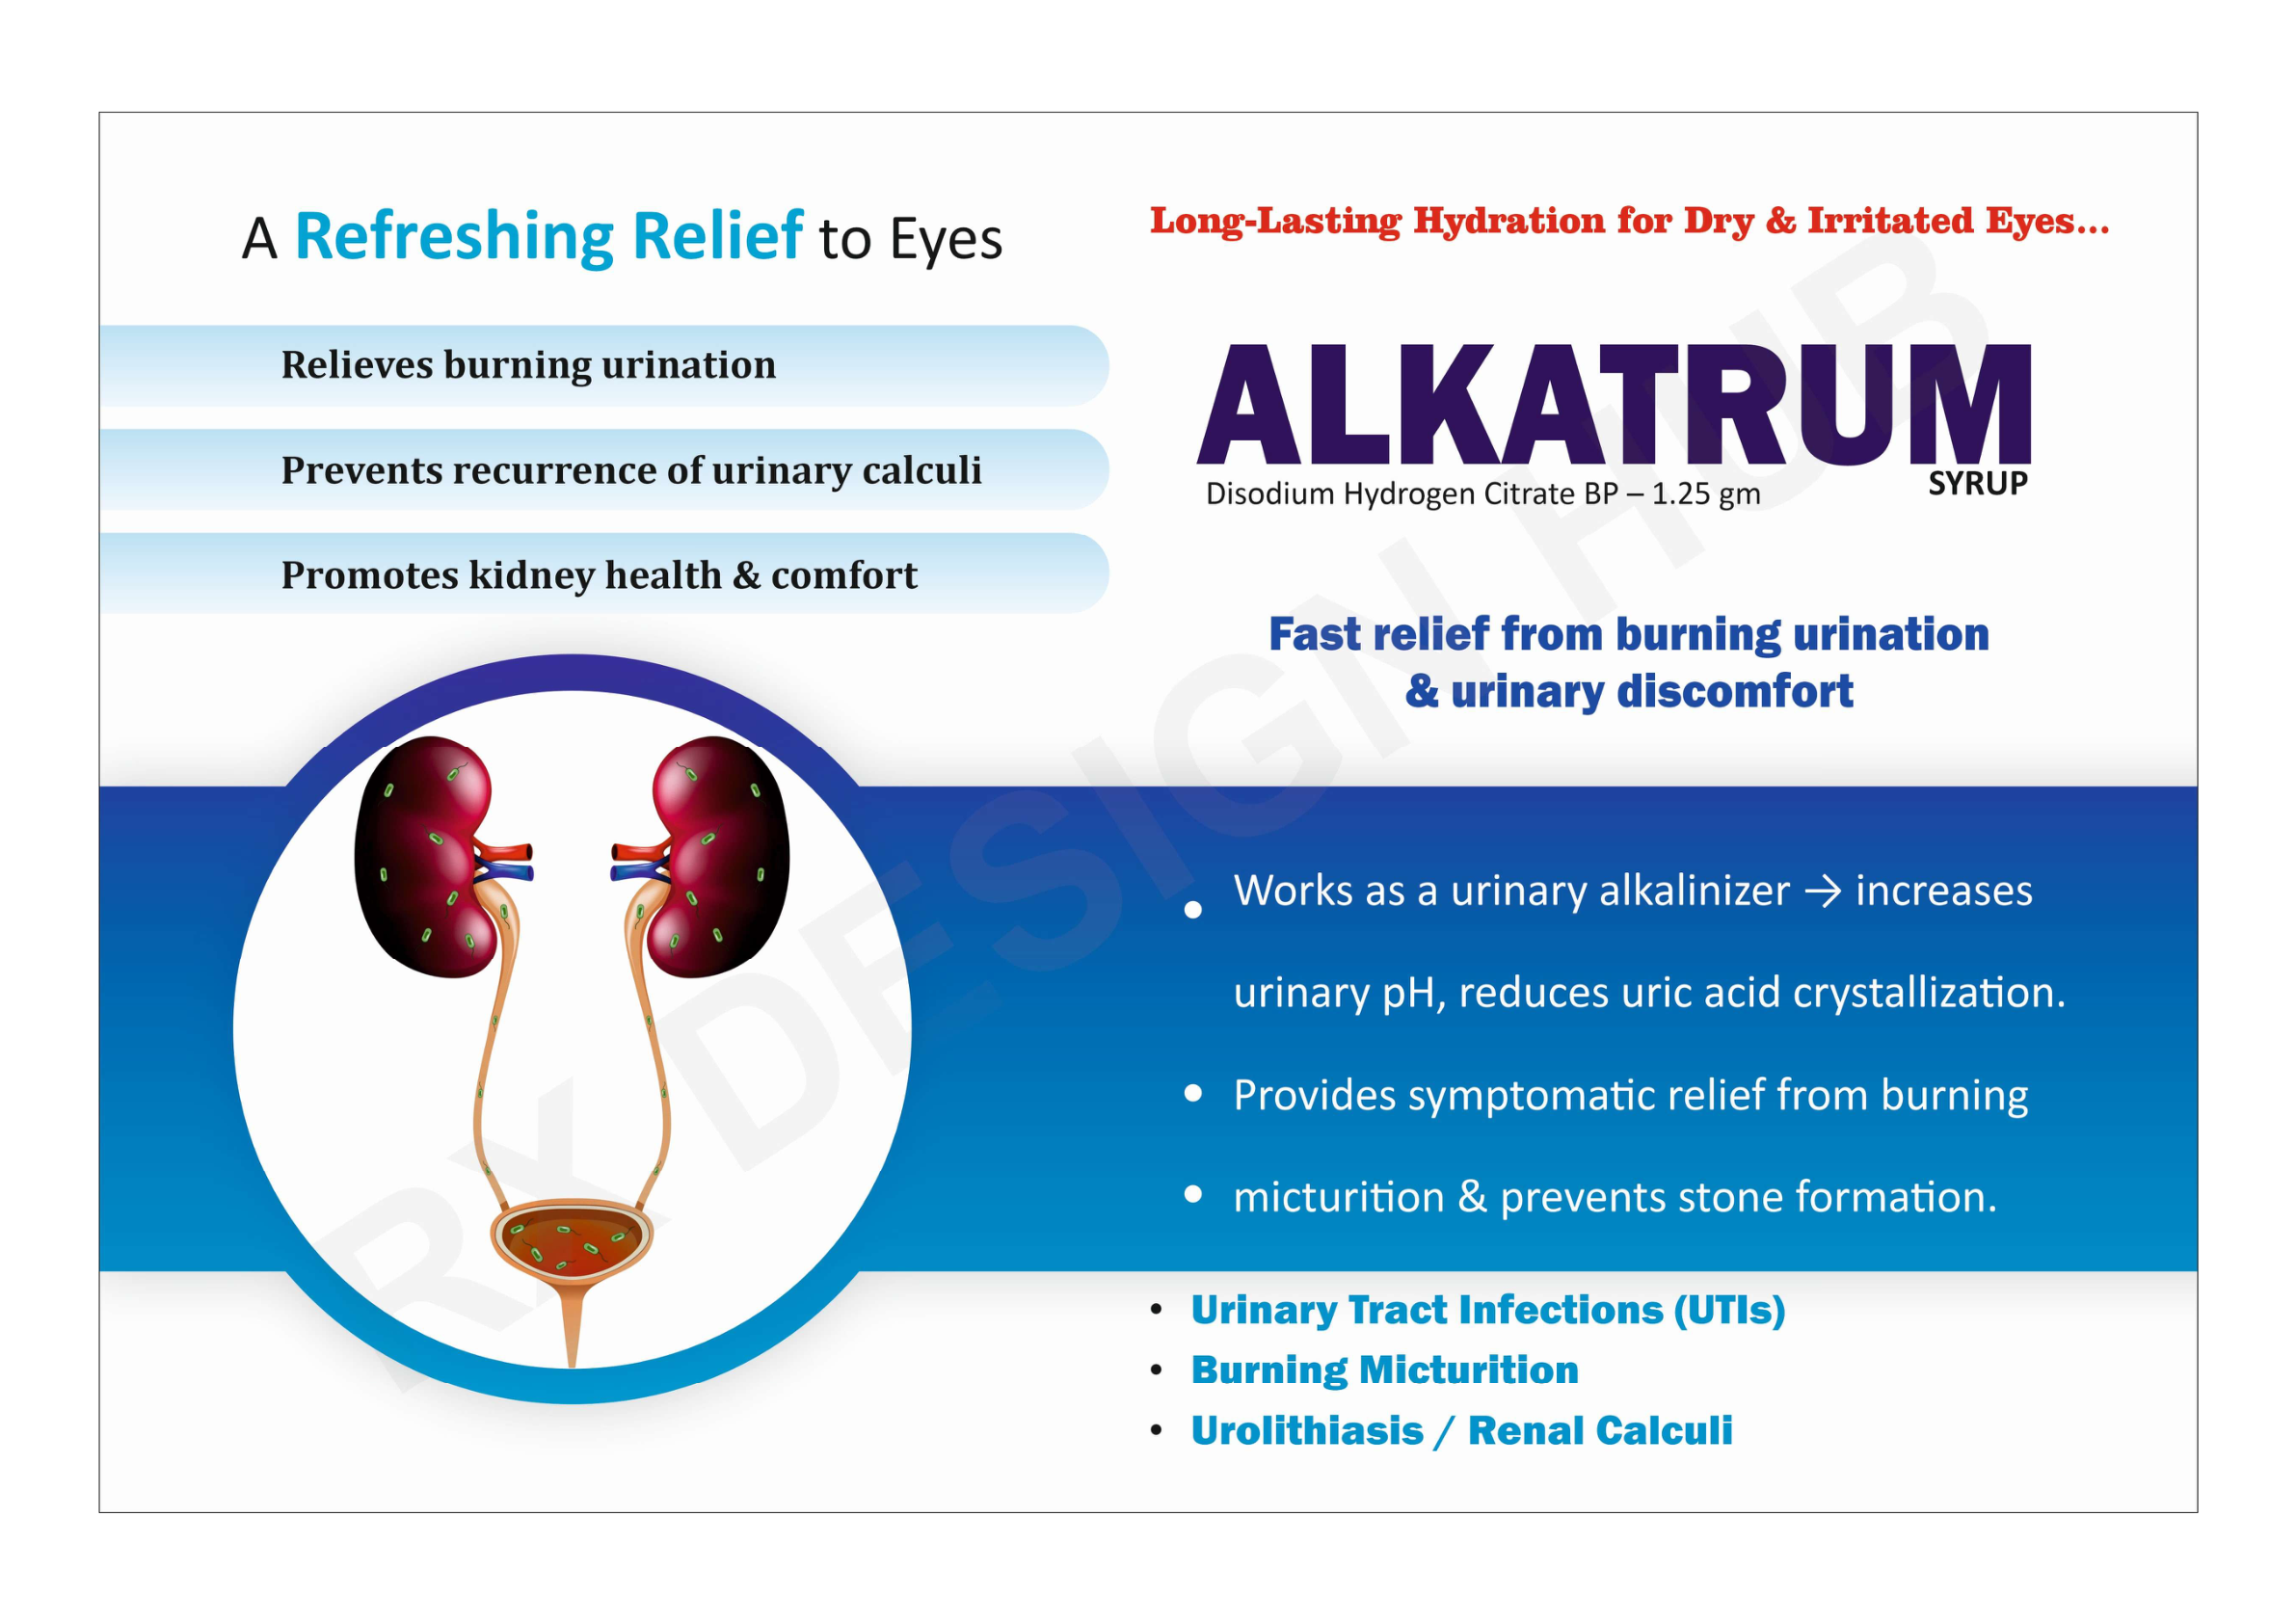 A Refreshing Relief to Eyes
Relieves burning urination
Prevents recurrence of urinary calculi
Promotes kidney health & comfort
Long-Lasting Hydration for Dry & Irritated Eyes...
ALKATRUM
SYRUP
Disodium Hydrogen Citrate BP – 1.25 gm
Fast relief from burning urination
& urinary discomfort
• Works as a urinary alkalinizer → increases
urinary pH, reduces uric acid crystallization.
• Provides symptomatic relief from burning
• micturition & prevents stone formation.
• Urinary Tract Infections (UTIs)
• Burning Micturition
• Urolithiasis / Renal Calculi
RX DESIGN HUB